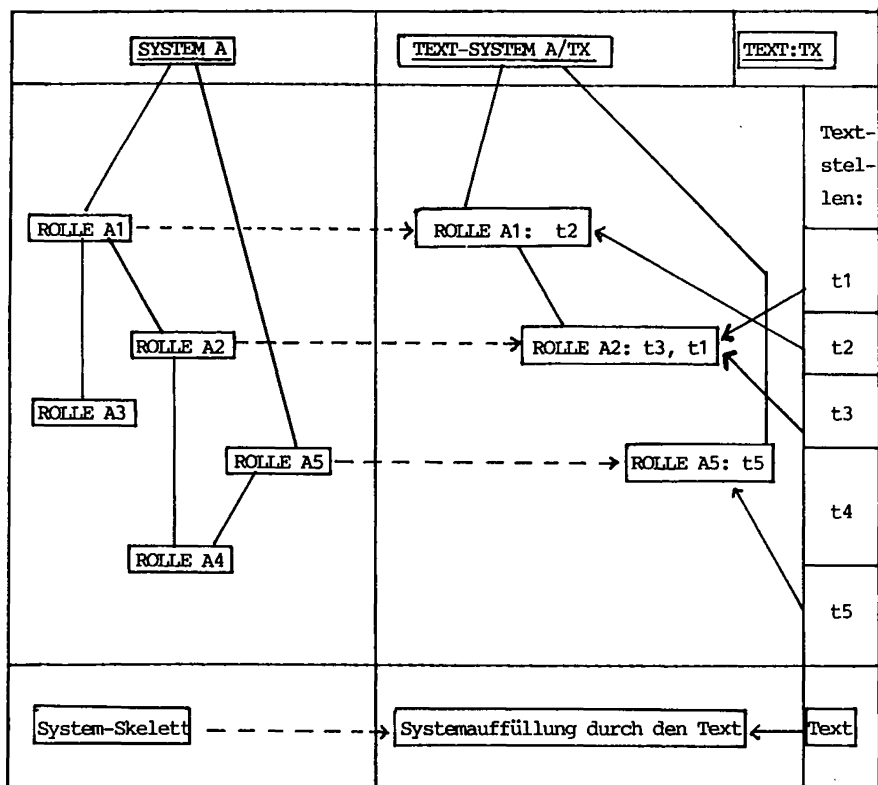 SYSTEM A
TEXT-SYSTEM A/TX
TEXT:TX
Text-
stel-
len:
ROLLE A1
ROLLE A1: t2
t1
ROLLE A2
ROLLE A2: t3, t1
t2
ROLLE A3
t3
ROLLE A5
ROLLE A5: t5
t4
ROLLE A4
t5
System-Skelett
Systemauffüllung durch den Text
Text